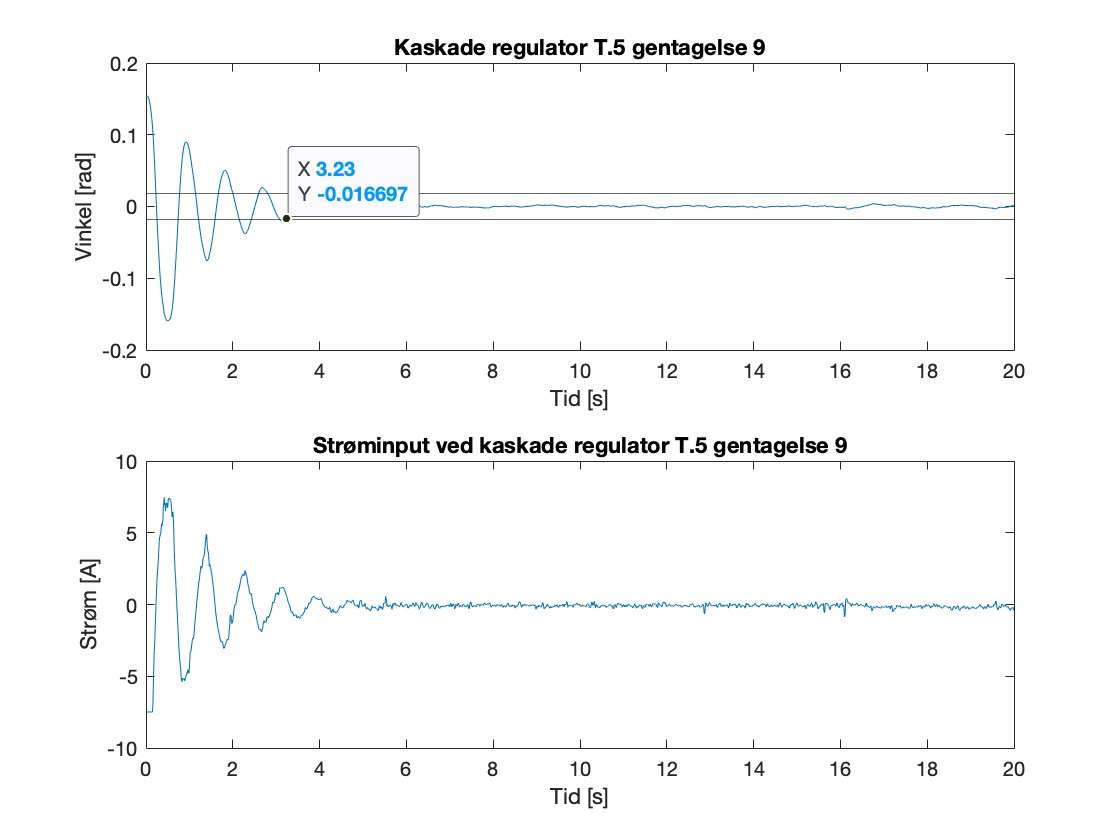 Kaskade regulator T.5 gentagelse 9
0.2
0.1
0
-0.1
-0.2
Vinkel [rad]
X 3.23
Y -0.016697
0 2 4 6 8 10 12 14 16 18 20
Tid [s]
Strøminput ved kaskade regulator T.5 gentagelse 9
10
5
0
-5
-10
Strøm [A]
0 2 4 6 8 10 12 14 16 18 20
Tid [s]